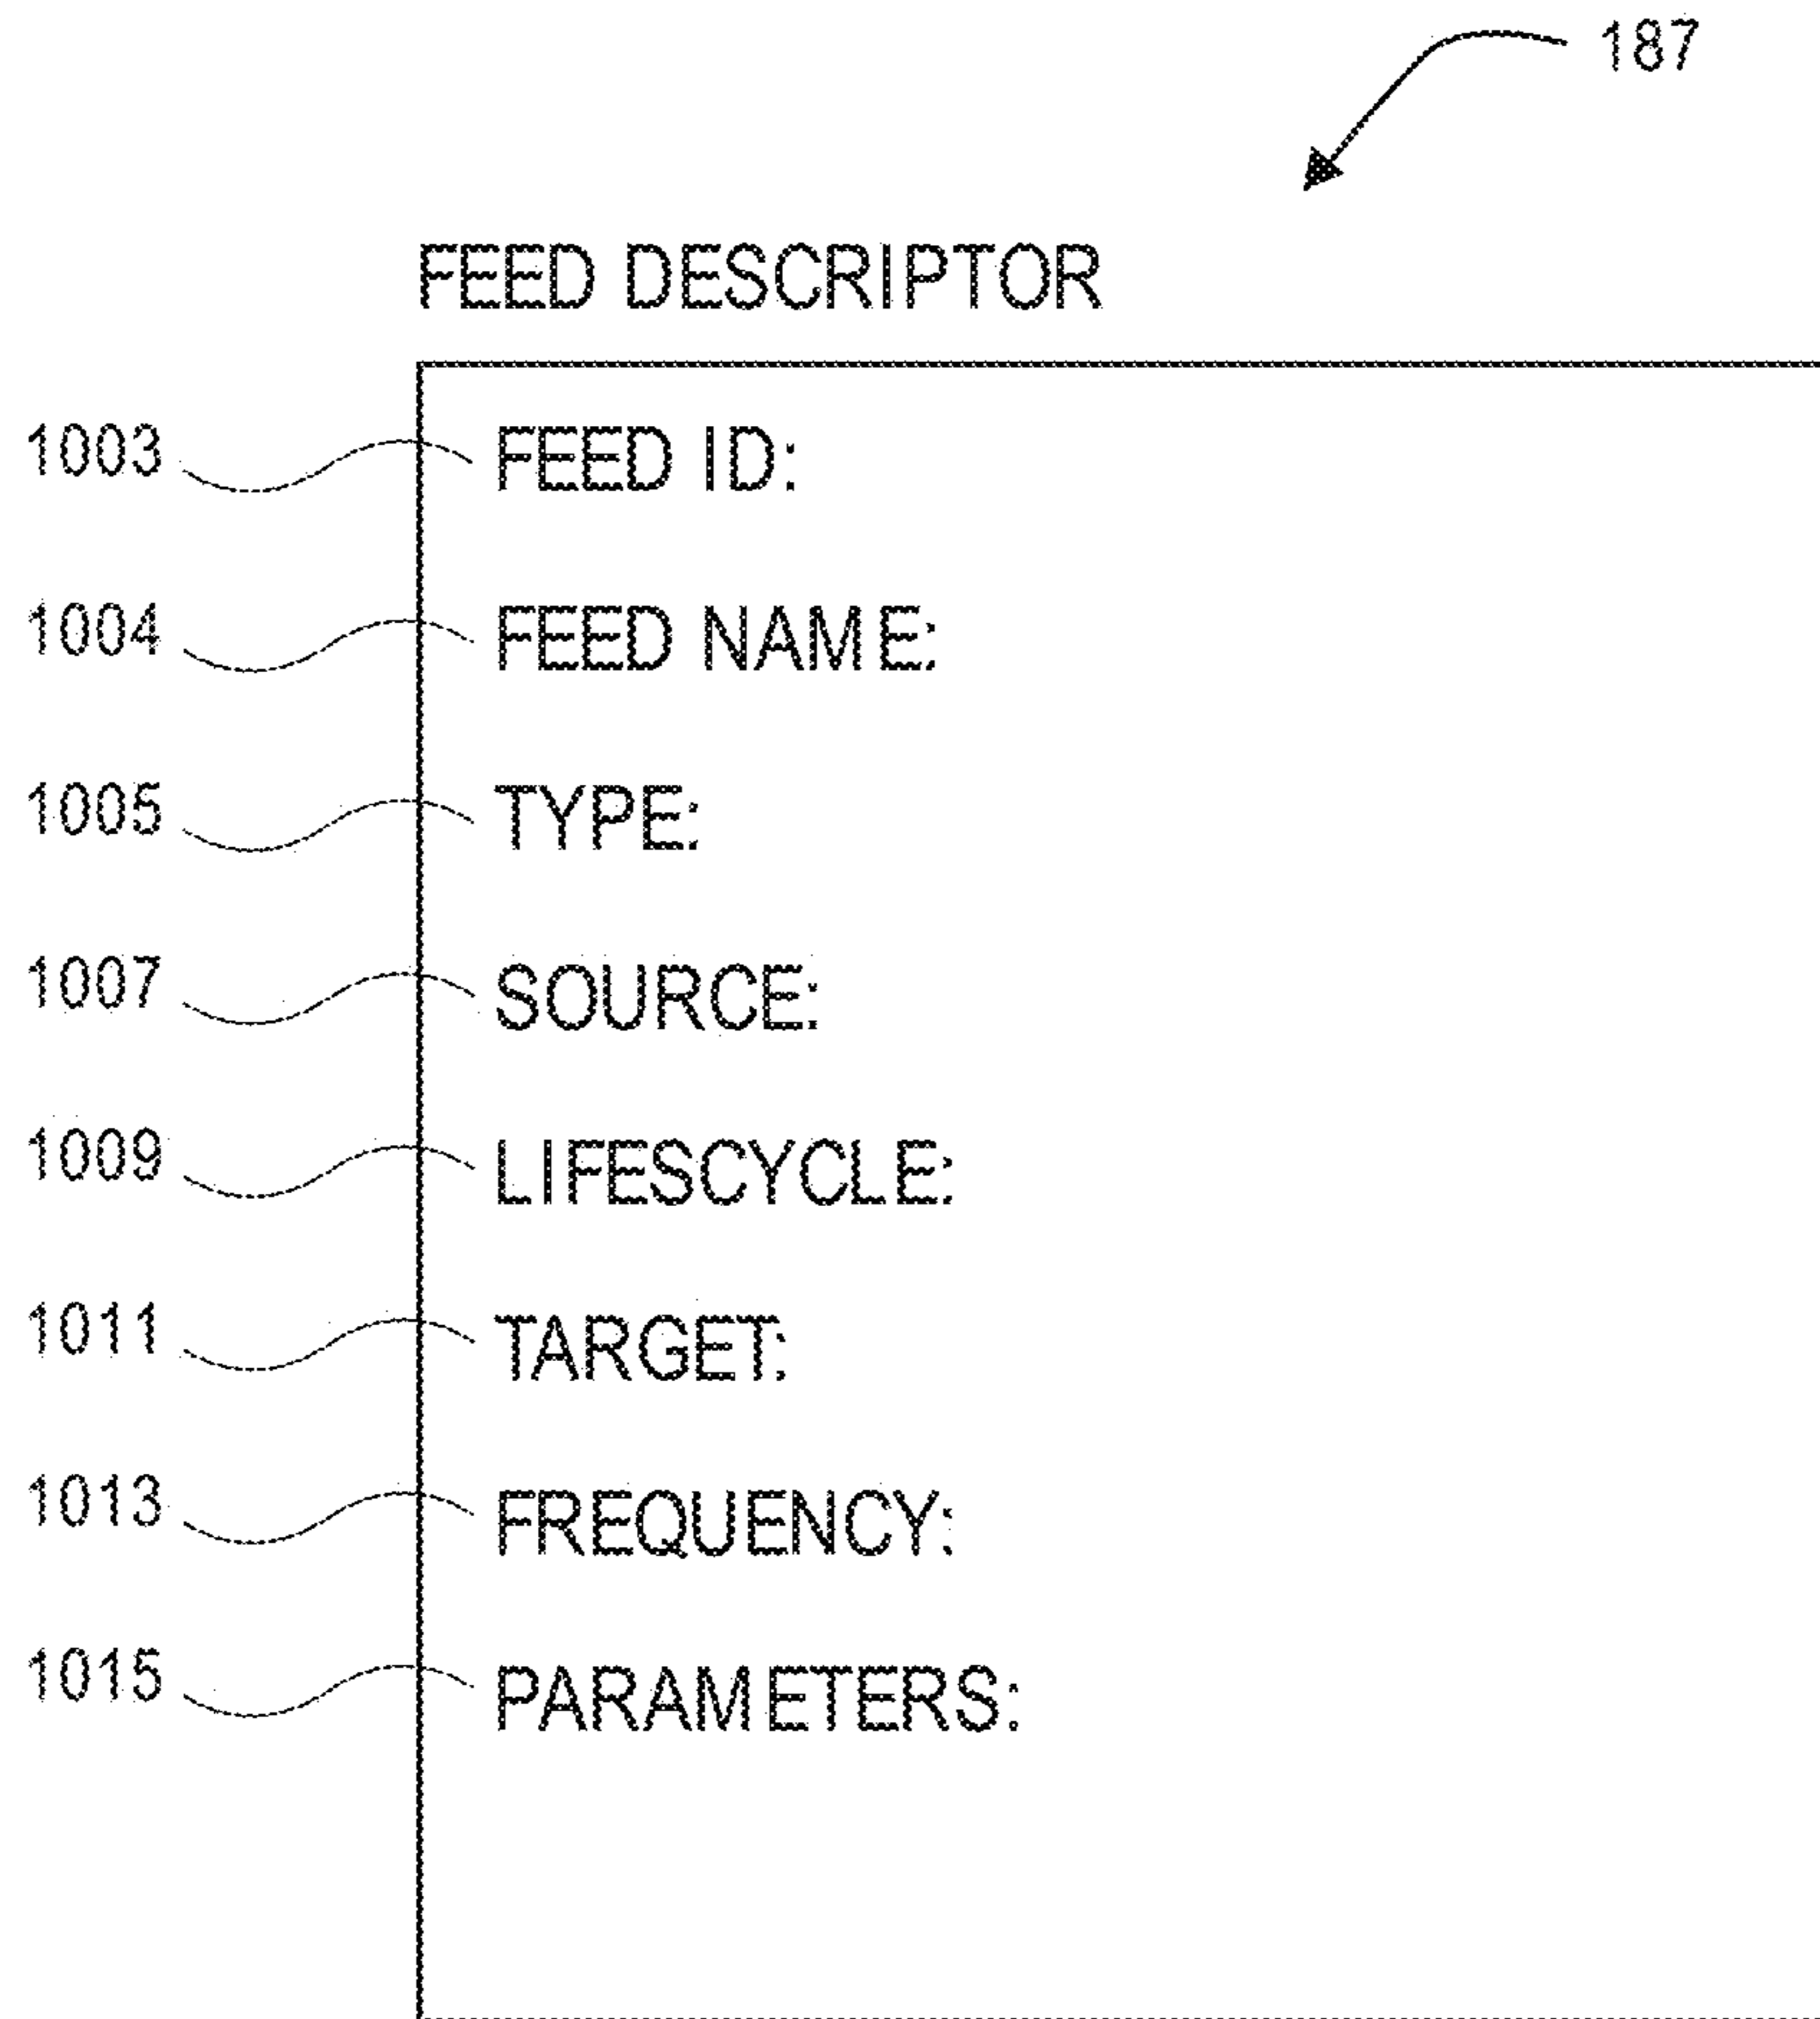 187
FEED DESCRIPTOR
1003 FEED ID:
1004 FEED NAME:
1005 TYPE:
1007 SOURCE:
1009 LIFESCYCLE:
1011 TARGET:
1013 FREQUENCY:
1015 PARAMETERS: